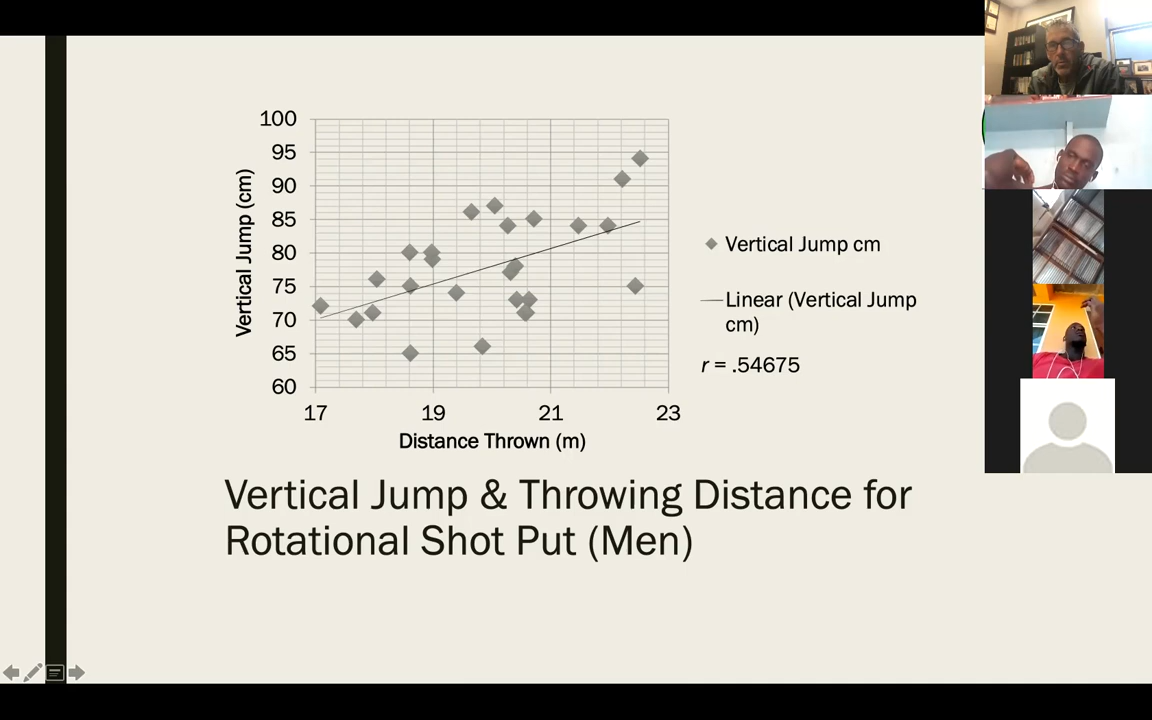 100
95
90
85
80
75
70
65
60
Vertical Jump (cm)
17 19 21 23
Distance Thrown (m)
Vertical Jump cm
Linear (Vertical Jump
cm)
r = .54675
Vertical Jump & Throwing Distance for
Rotational Shot Put (Men)